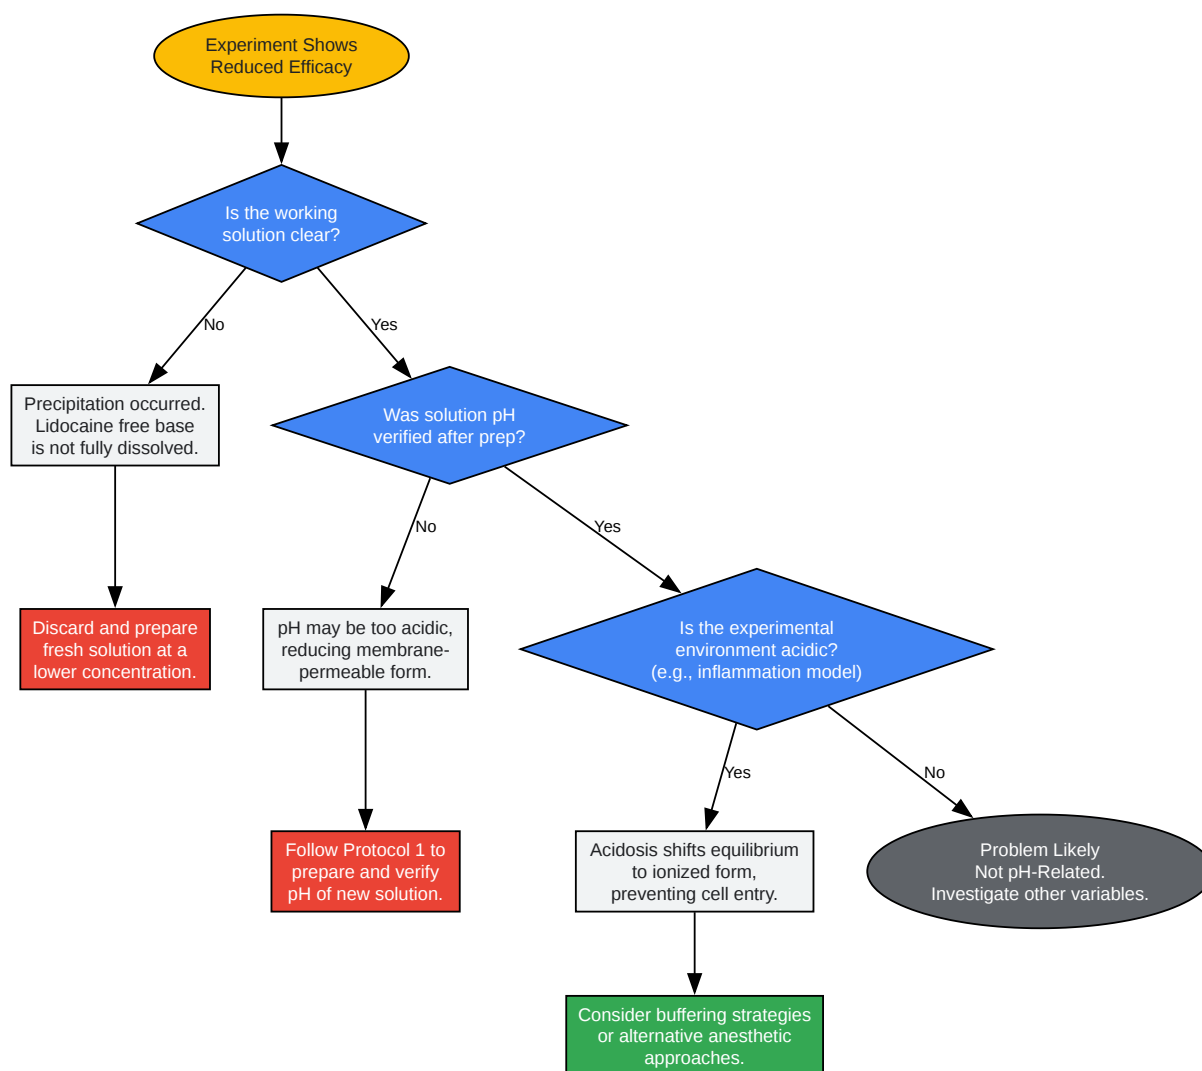 Experiment Shows
Reduced Efficacy
Is the working
solution clear?
No
Yes
Precipitation occurred.
Lidocaine free base
is not fully dissolved.
Was solution pH
verified after prep?
No
Yes
Discard and prepare
fresh solution at a
lower concentration.
pH may be too acidic,
reducing membrane-
permeable form.
Is the experimental
environment acidic?
(e.g., inflammation model)
Yes
No
Follow Protocol 1 to
prepare and verify
pH of new solution.
Acidosis shifts equilibrium
to ionized form,
preventing cell entry.
Problem Likely
Not pH-Related.
Investigate other variables.
Consider buffering strategies
or alternative anesthetic
approaches.